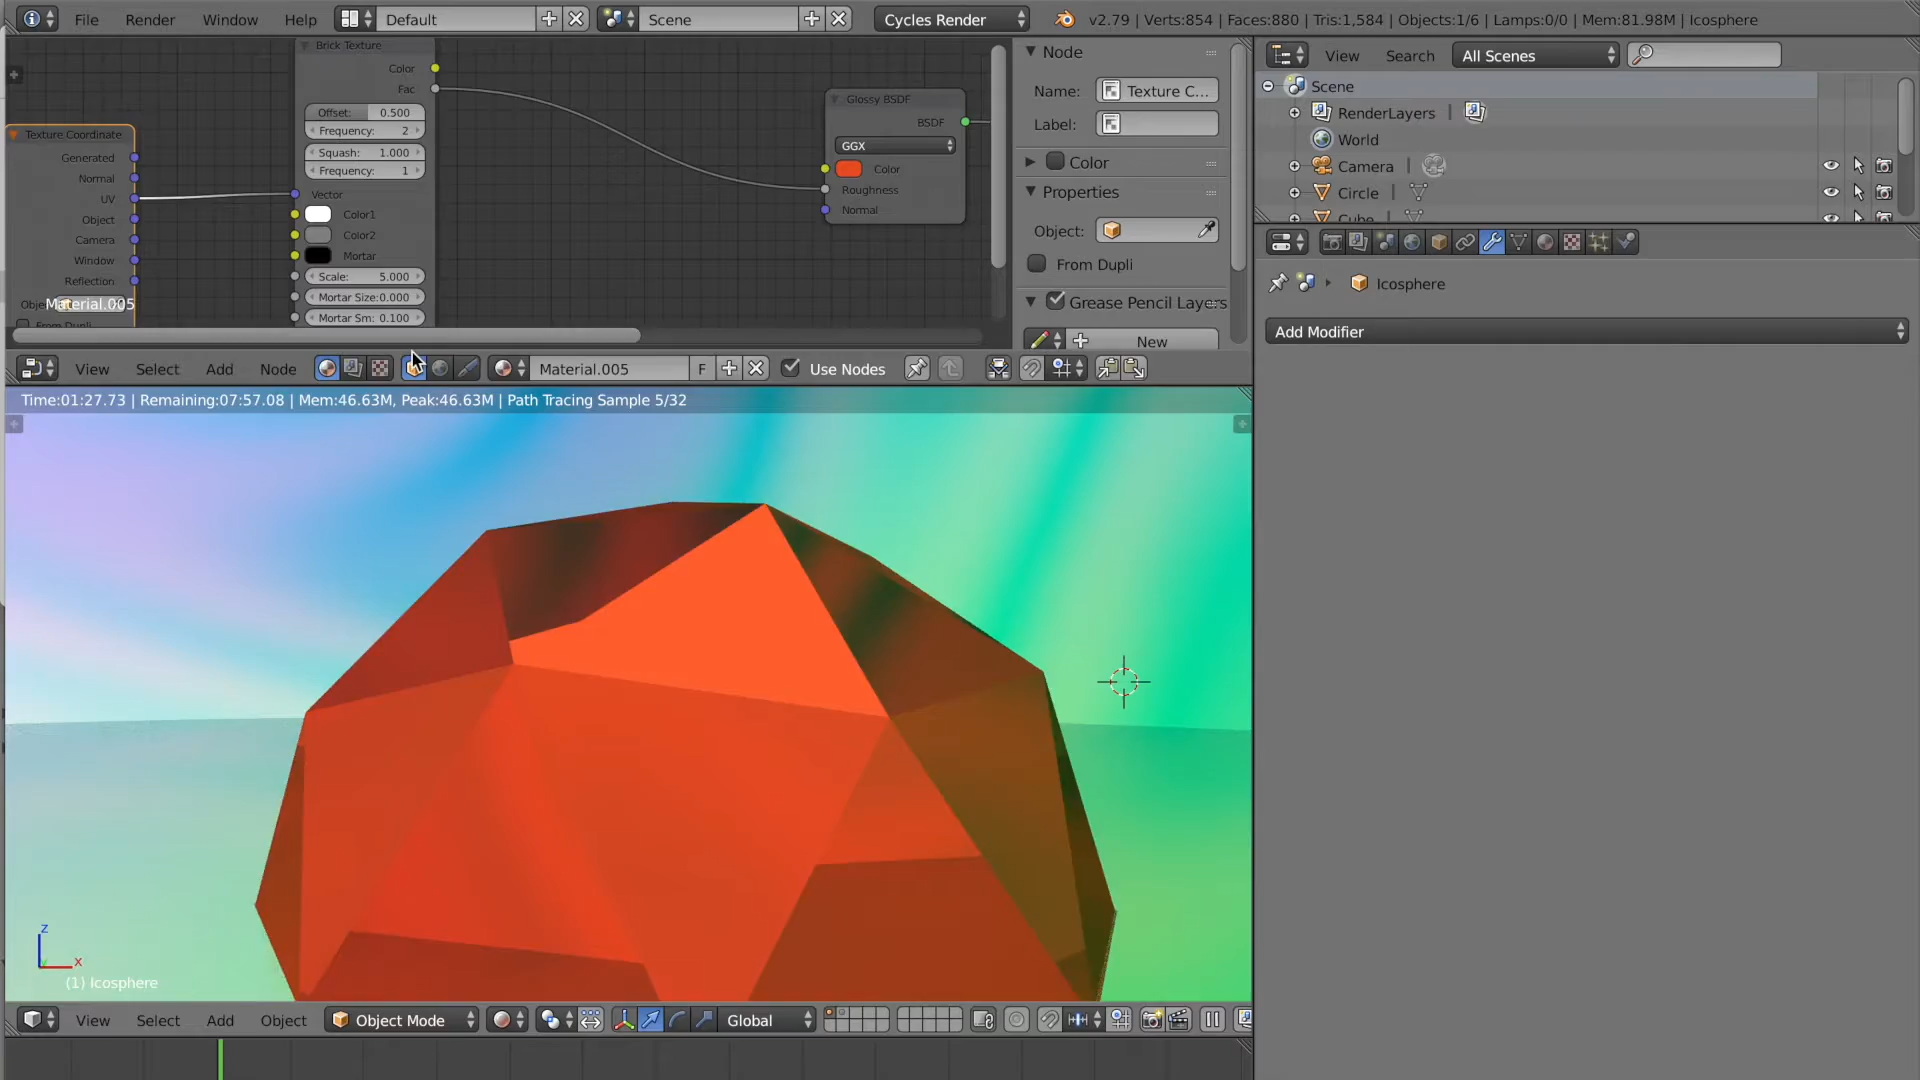 File Render Window Help Default Scene Cycles Render v2.79 | Verts:854 | Faces:880 | Tris:1,584 | Objects:1/6 | Lamps:0/0 | Mem:81.98M | Icosphere
Brick Texture
Color
Fac
Offset: 0.500
Frequency: 2
Squash: 1.000
Frequency: 1
Vector
Color1
Color2
Mortar
Scale: 5.000
Mortar Size:0.000
Mortar Sm: 0.100
Texture Coordinate
Generated
Normal
UV
Object
Camera
Window
Reflection
Material.005
Glossy BSDF
BSDF
GGX
Color
Roughness
Normal
Node
Name: Texture C...
Label:
Color
Properties
Object:
From Dupli
Grease Pencil Layers
New
View Search All Scenes
Scene
RenderLayers |
World
Camera |
Circle |
Cube
Icosphere
Add Modifier
View Select Add Node Material.005 F Use Nodes
Time:01:27.73 | Remaining:07:57.08 | Mem:46.63M, Peak:46.63M | Path Tracing Sample 5/32
z
x
(1) Icosphere
View Select Add Object Object Mode Global